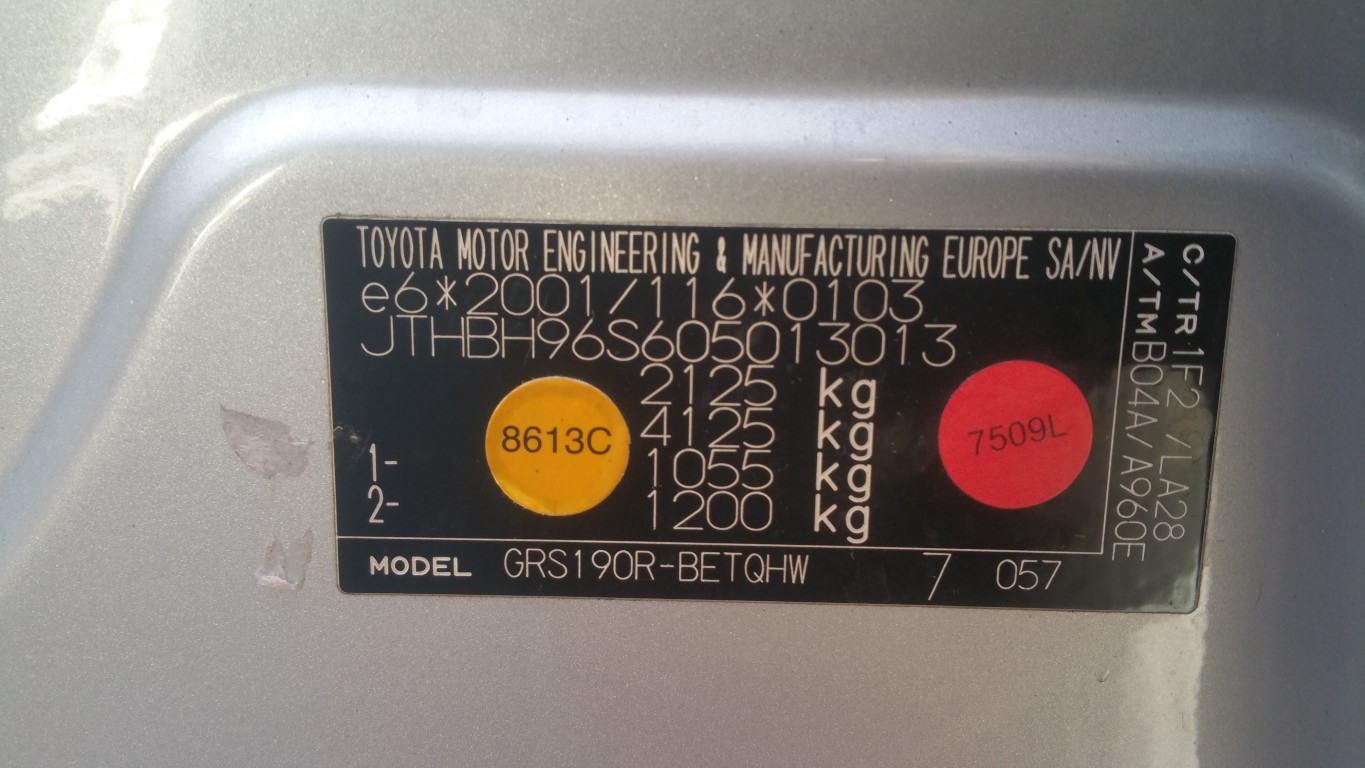 TOYOTA MOTOR ENGINEERING & MANUFACTURING EUROPE SA/NV
e6*2001/116*0103
JTHBH96S605013013
2125 kg
4125 kg
1- 1055 kg
2- 1200 kg
8613C
7509L
C/TR 1F2 /LA28
A/TM B04A/A960E
MODEL GRS190R-BETQHW 7 057